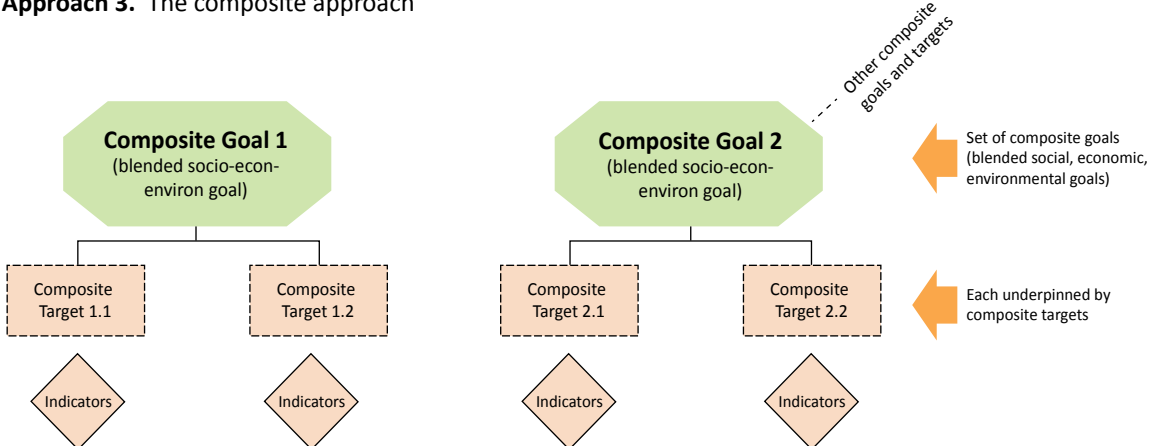 Approach 3. The composite approach
Other composite
goals and targets
Composite Goal 1
(blended socio-econ-
environ goal)
Composite Goal 2
(blended socio-econ-
environ goal)
Set of composite goals
(blended social, economic,
environmental goals)
Composite
Target 1.1
Composite
Target 1.2
Composite
Target 2.1
Composite
Target 2.2
Each underpinned by
composite targets
Indicators
Indicators
Indicators
Indicators